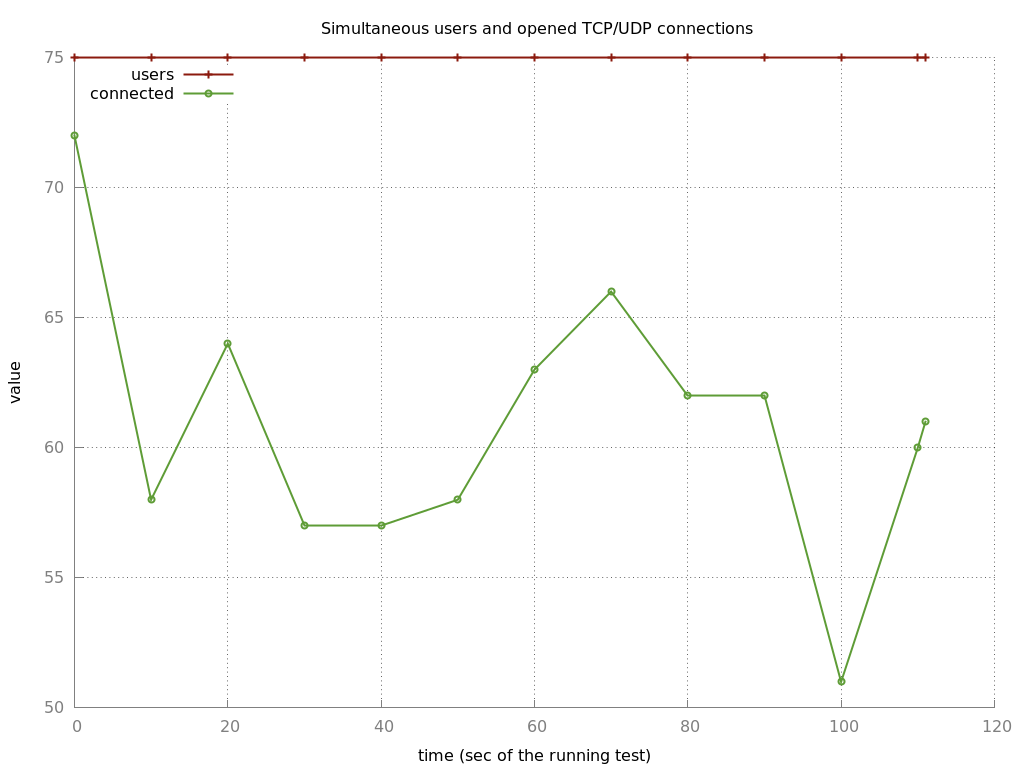 Simultaneous users and opened TCP/UDP connections
75
users
connected
70
65
value
60
55
50
0 20 40 60 80 100 120
time (sec of the running test)